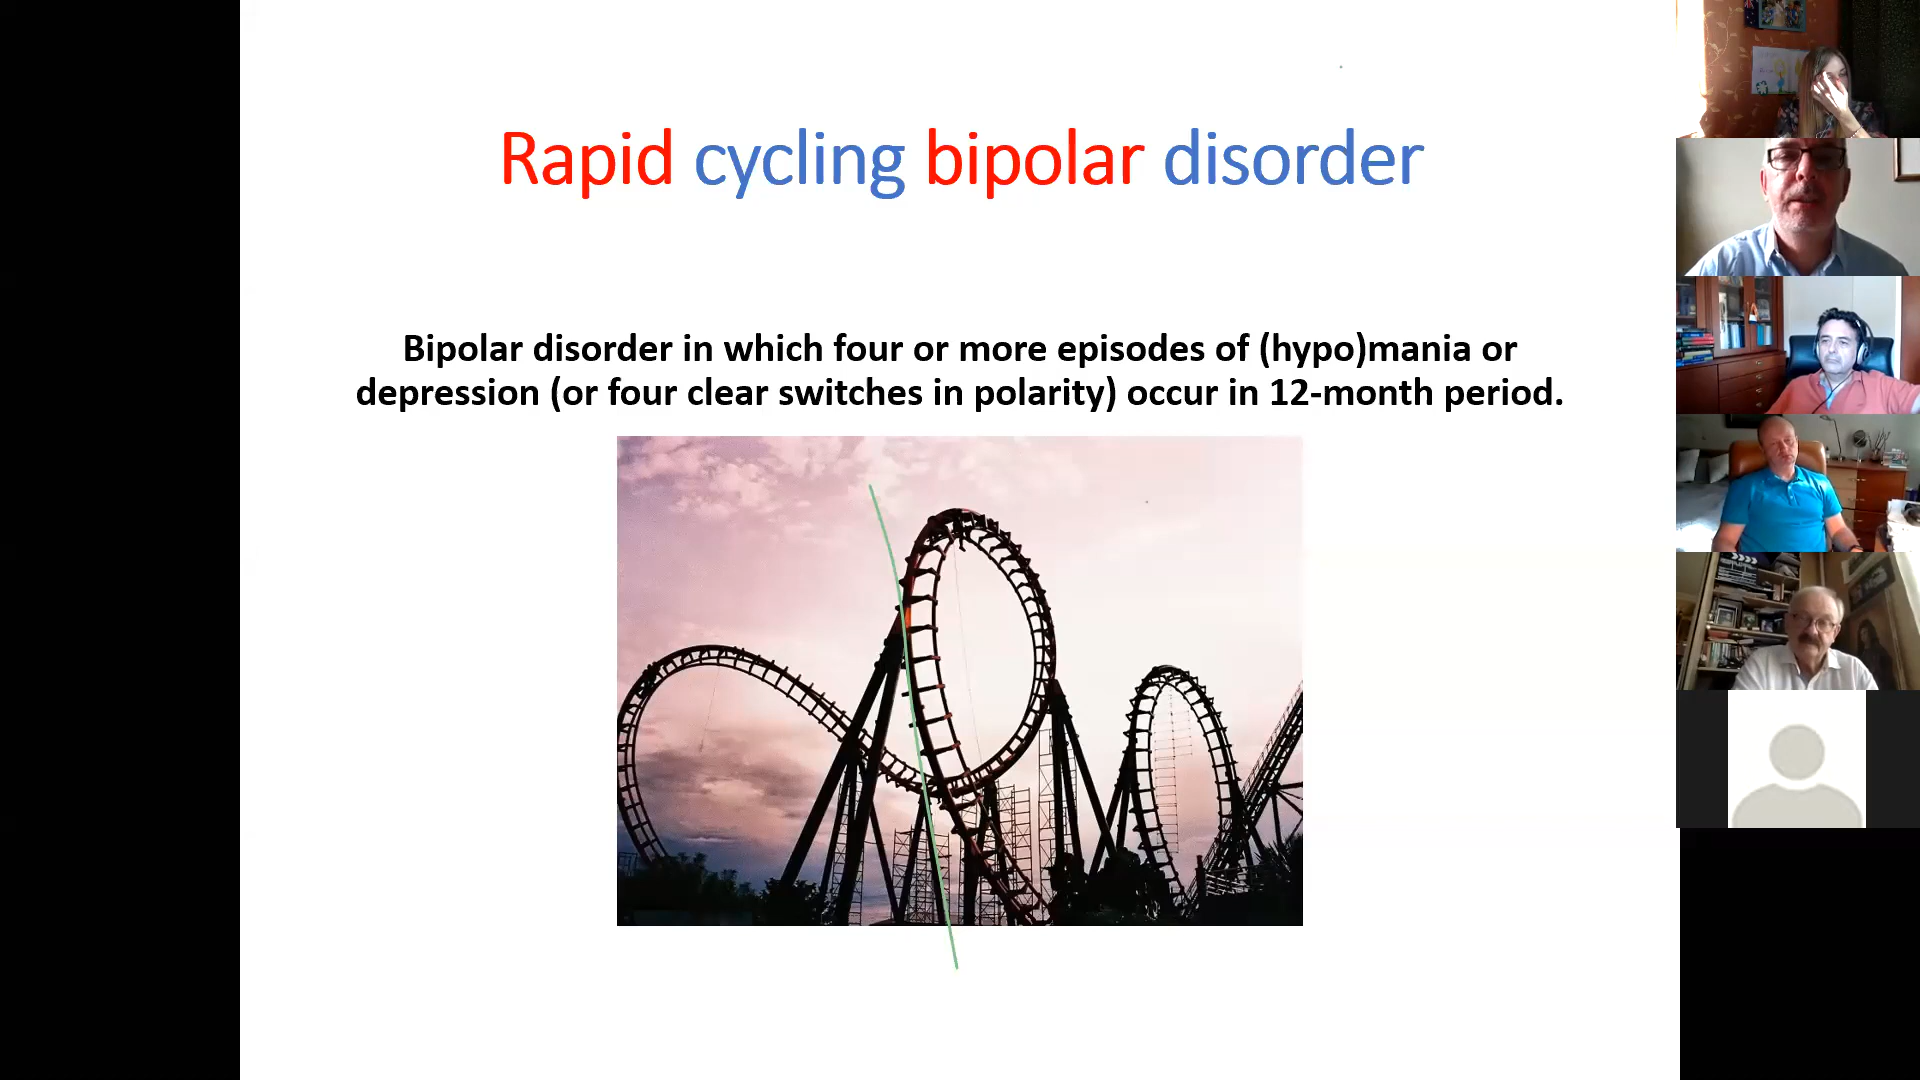 Rapid cycling bipolar disorder
Bipolar disorder in which four or more episodes of (hypo)mania or
depression (or four clear switches in polarity) occur in 12-month period.